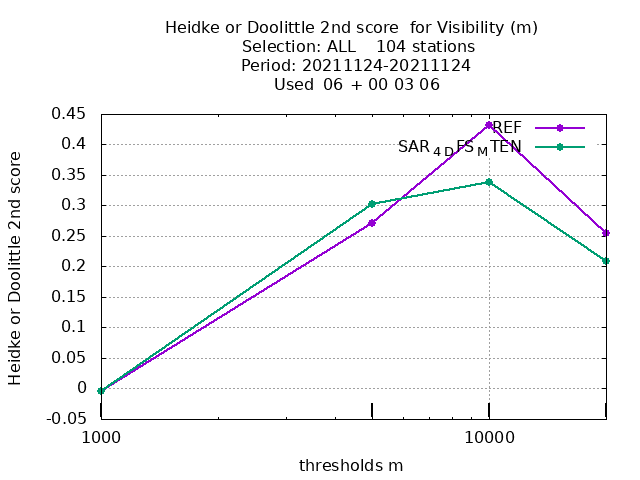 Heidke or Doolittle 2nd score  for Visibility (m)
Selection: ALL    104 stations
Period: 20211124-20211124
Used  06 + 00 03 06
0.45
0.4
0.35
0.3
0.25
0.2
0.15
0.1
0.05
0
-0.05
Heidke or Doolittle 2nd score
REF
SAR4DFSMTEN
1000
10000
thresholds m